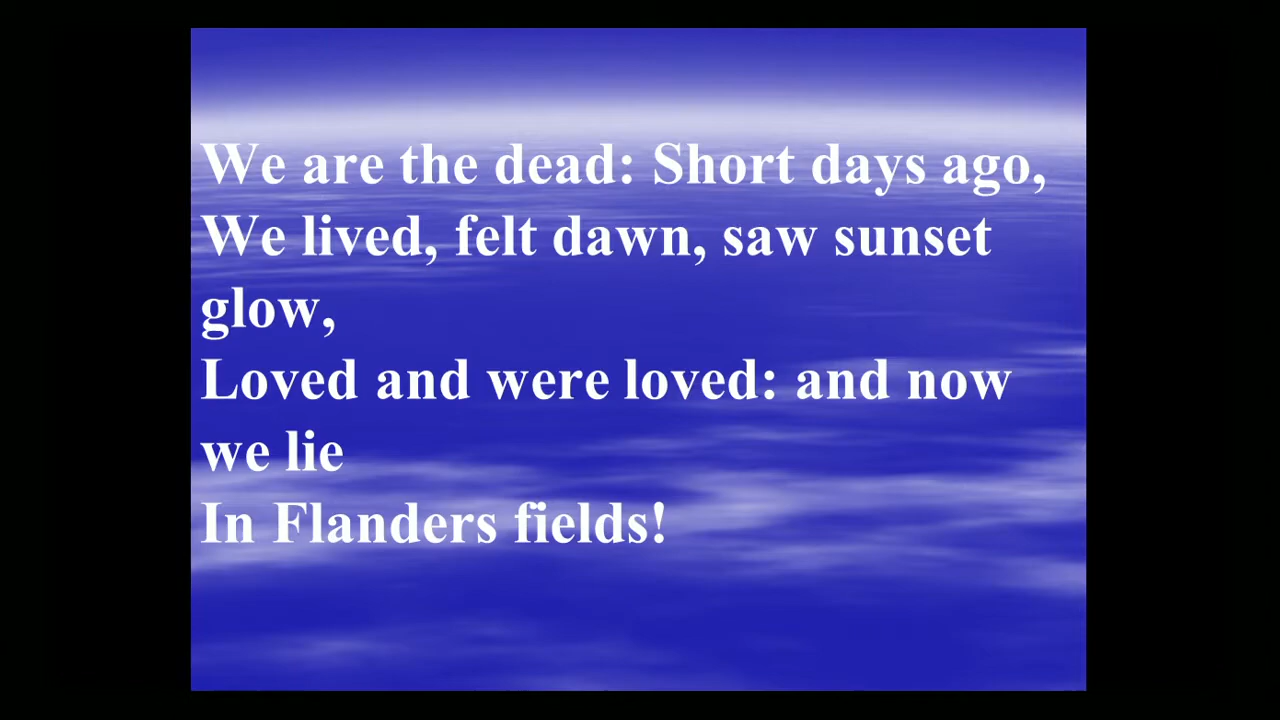 We are the dead: Short days ago,
We lived, felt dawn, saw sunset
glow,
Loved and were loved: and now
we lie
In Flanders fields!